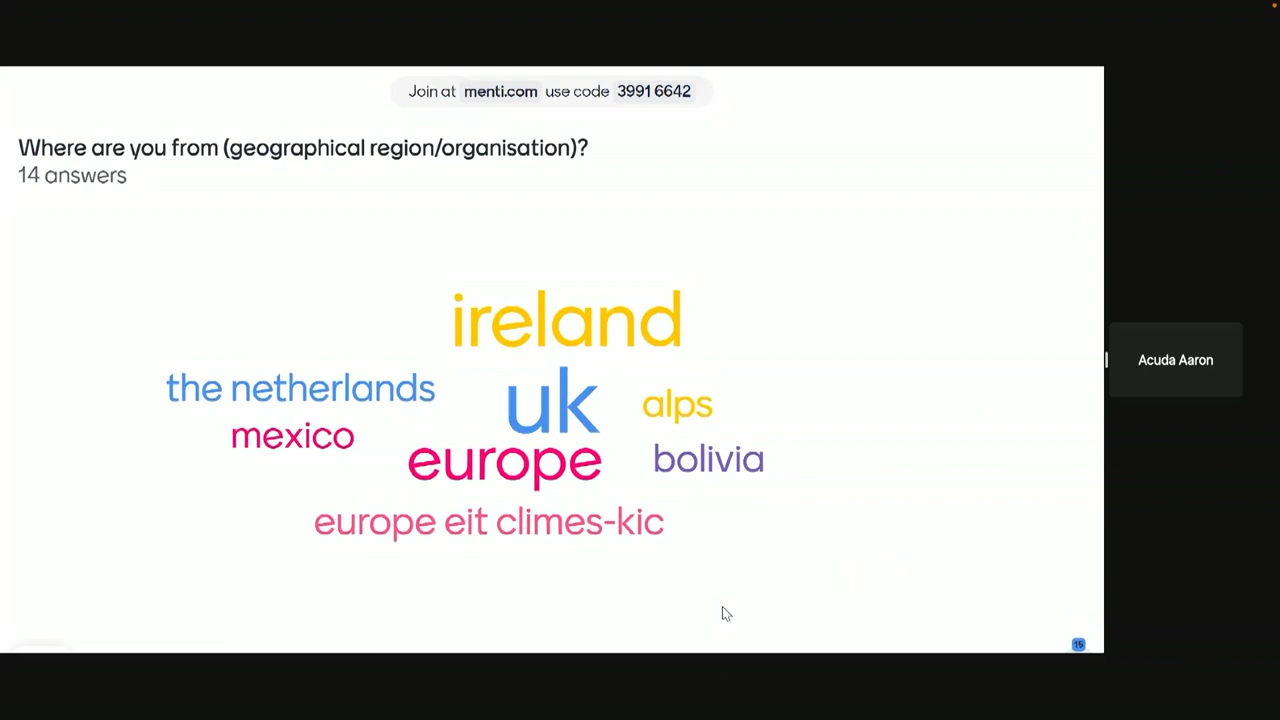 Join at menti.com use code 3991 6642
Where are you from (geographical region/organisation)?
14 answers
ireland
the netherlands
uk
alps
mexico
europe
bolivia
europe eit climes-kic
Acuda Aaron
15